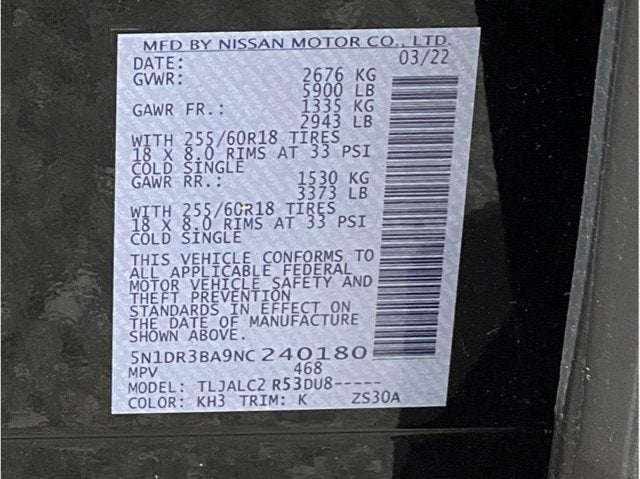 MFD BY NISSAN MOTOR CO., LTD.
DATE: 03/22
GVWR: 2676 KG
5900 LB
GAWR FR.: 1335 KG
2943 LB
WITH 255/60R18 TIRES
18 X 8.0 RIMS AT 33 PSI
COLD SINGLE
GAWR RR.: 1530 KG
3373 LB
WITH 255/60R18 TIRES
18 X 8.0 RIMS AT 33 PSI
COLD SINGLE
THIS VEHICLE CONFORMS TO
ALL APPLICABLE FEDERAL
MOTOR VEHICLE SAFETY AND
THEFT PREVENTION
STANDARDS IN EFFECT ON
THE DATE OF MANUFACTURE
SHOWN ABOVE.
5N1DR3BA9NC240180
MPV 468
MODEL: TLJALC2 R53DU8-----
COLOR: KH3 TRIM: K ZS30A